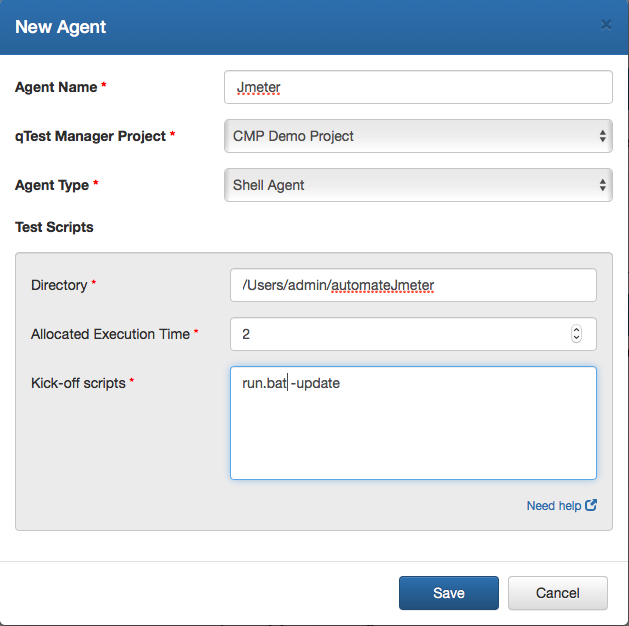 New Agent ×
Agent Name * Jmeter
qTest Manager Project * CMP Demo Project
Agent Type * Shell Agent
Test Scripts
Directory * /Users/admin/automateJmeter
Allocated Execution Time * 2
Kick-off scripts * run.bat -update
Need help
Save Cancel